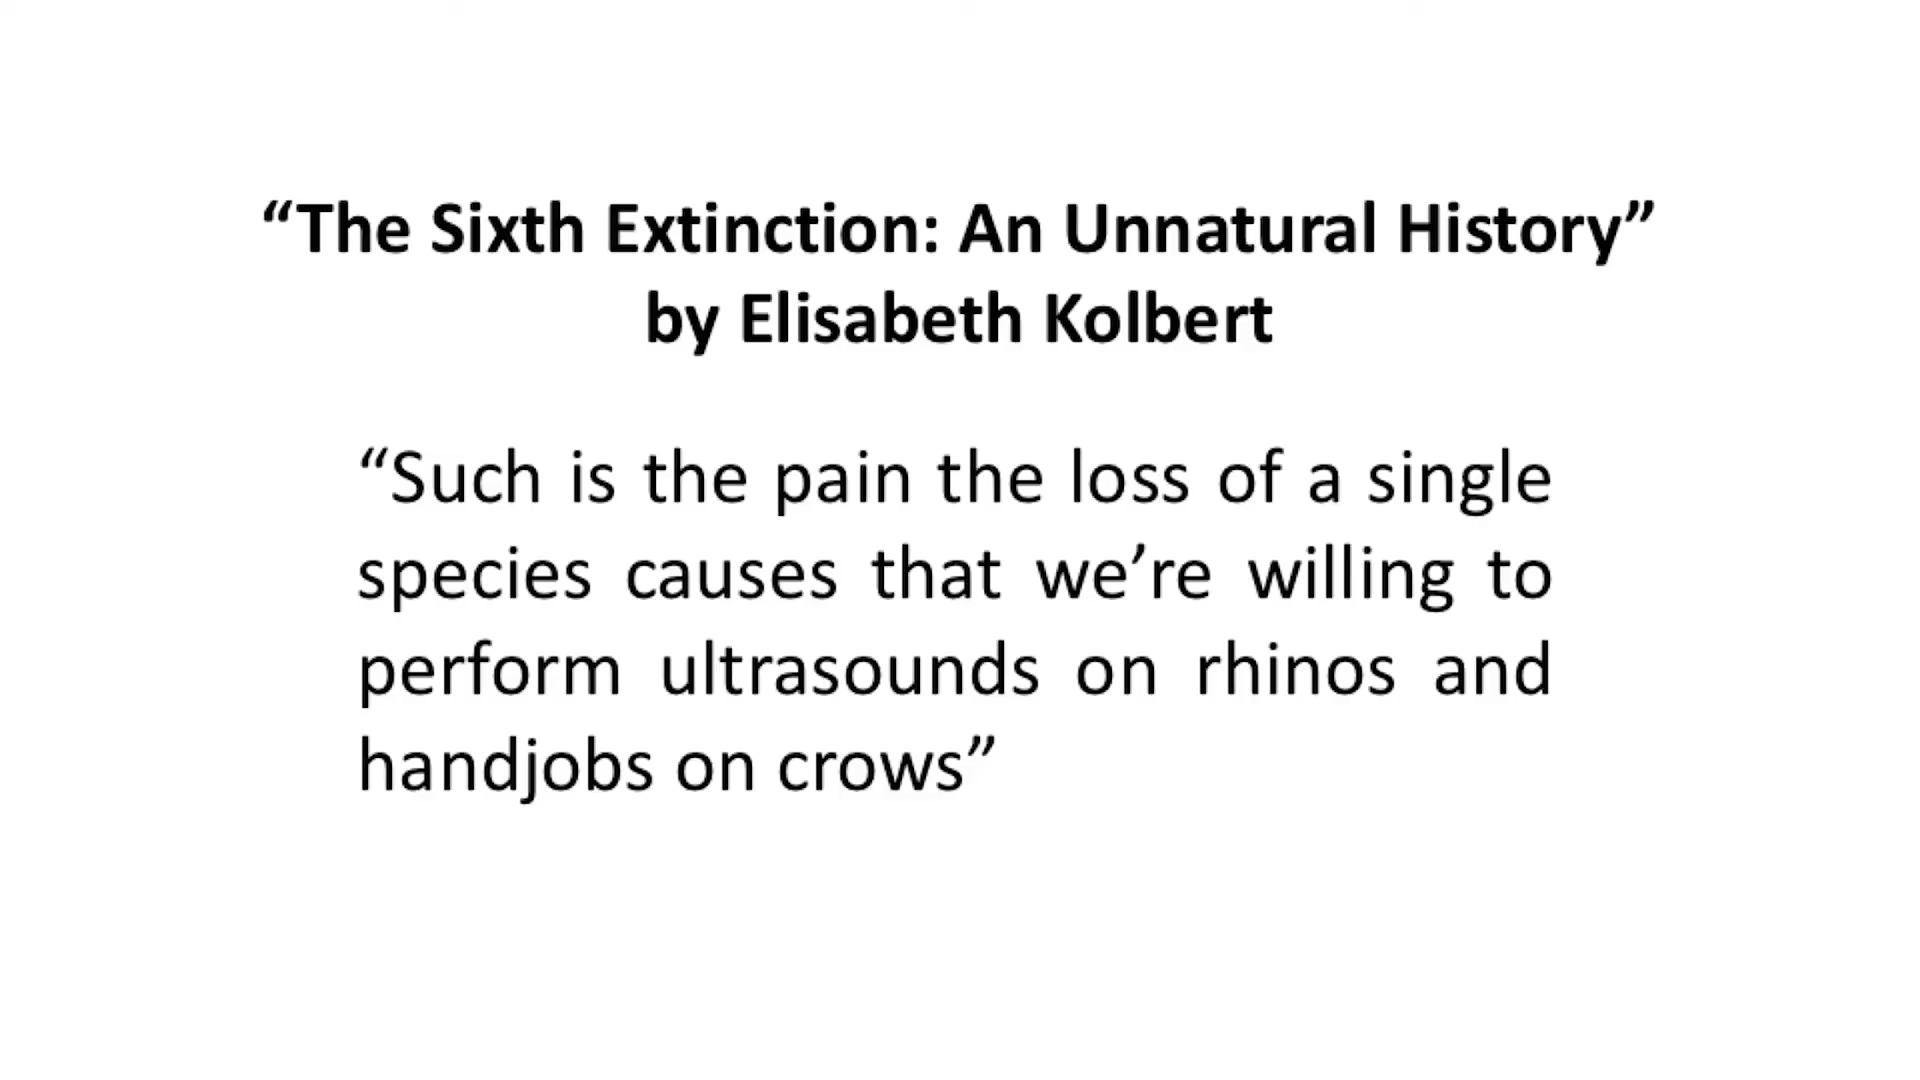 “The Sixth Extinction: An Unnatural History”
by Elisabeth Kolbert
“Such is the pain the loss of a single
species causes that we’re willing to
perform ultrasounds on rhinos and
handjobs on crows”